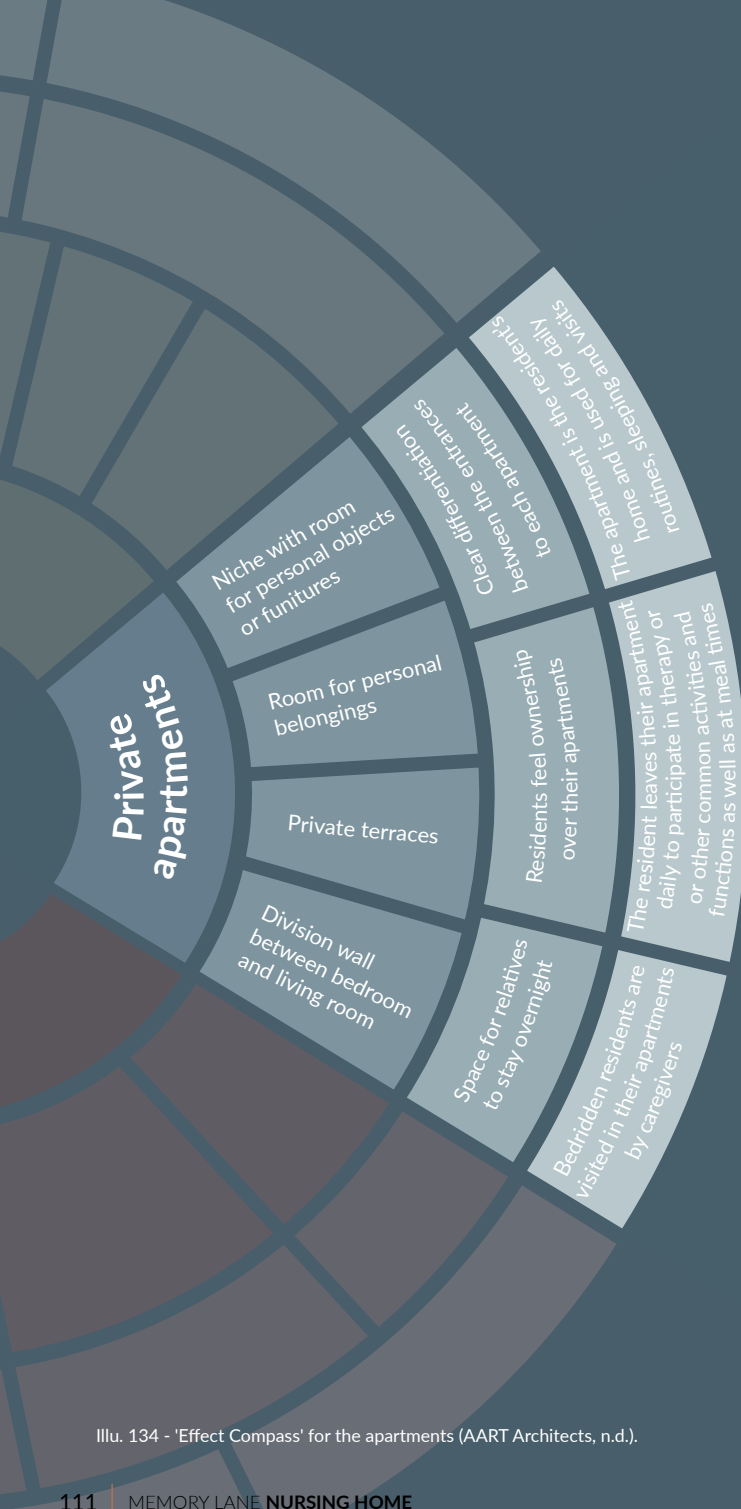 Private
apartments
Niche with room
for personal objects
or funitures
Room for personal
belongings
Private terraces
Division wall
between bedroom
and living room
Clear differentiation
between the entrances
to each apartment
Residents feel ownership
over their apartments
Space for relatives
to stay overnight
The apartment is the resident's
home and is used for daily
routines, sleeping and visits
The resident leaves their apartment
daily to participate in therapy or
or other common activities and
functions as well as at meal times
Bedridden residents are
visited in their apartments
by caregivers
Illu. 134 - 'Effect Compass' for the apartments (AART Architects, n.d.).
111 | MEMORY LANE NURSING HOME